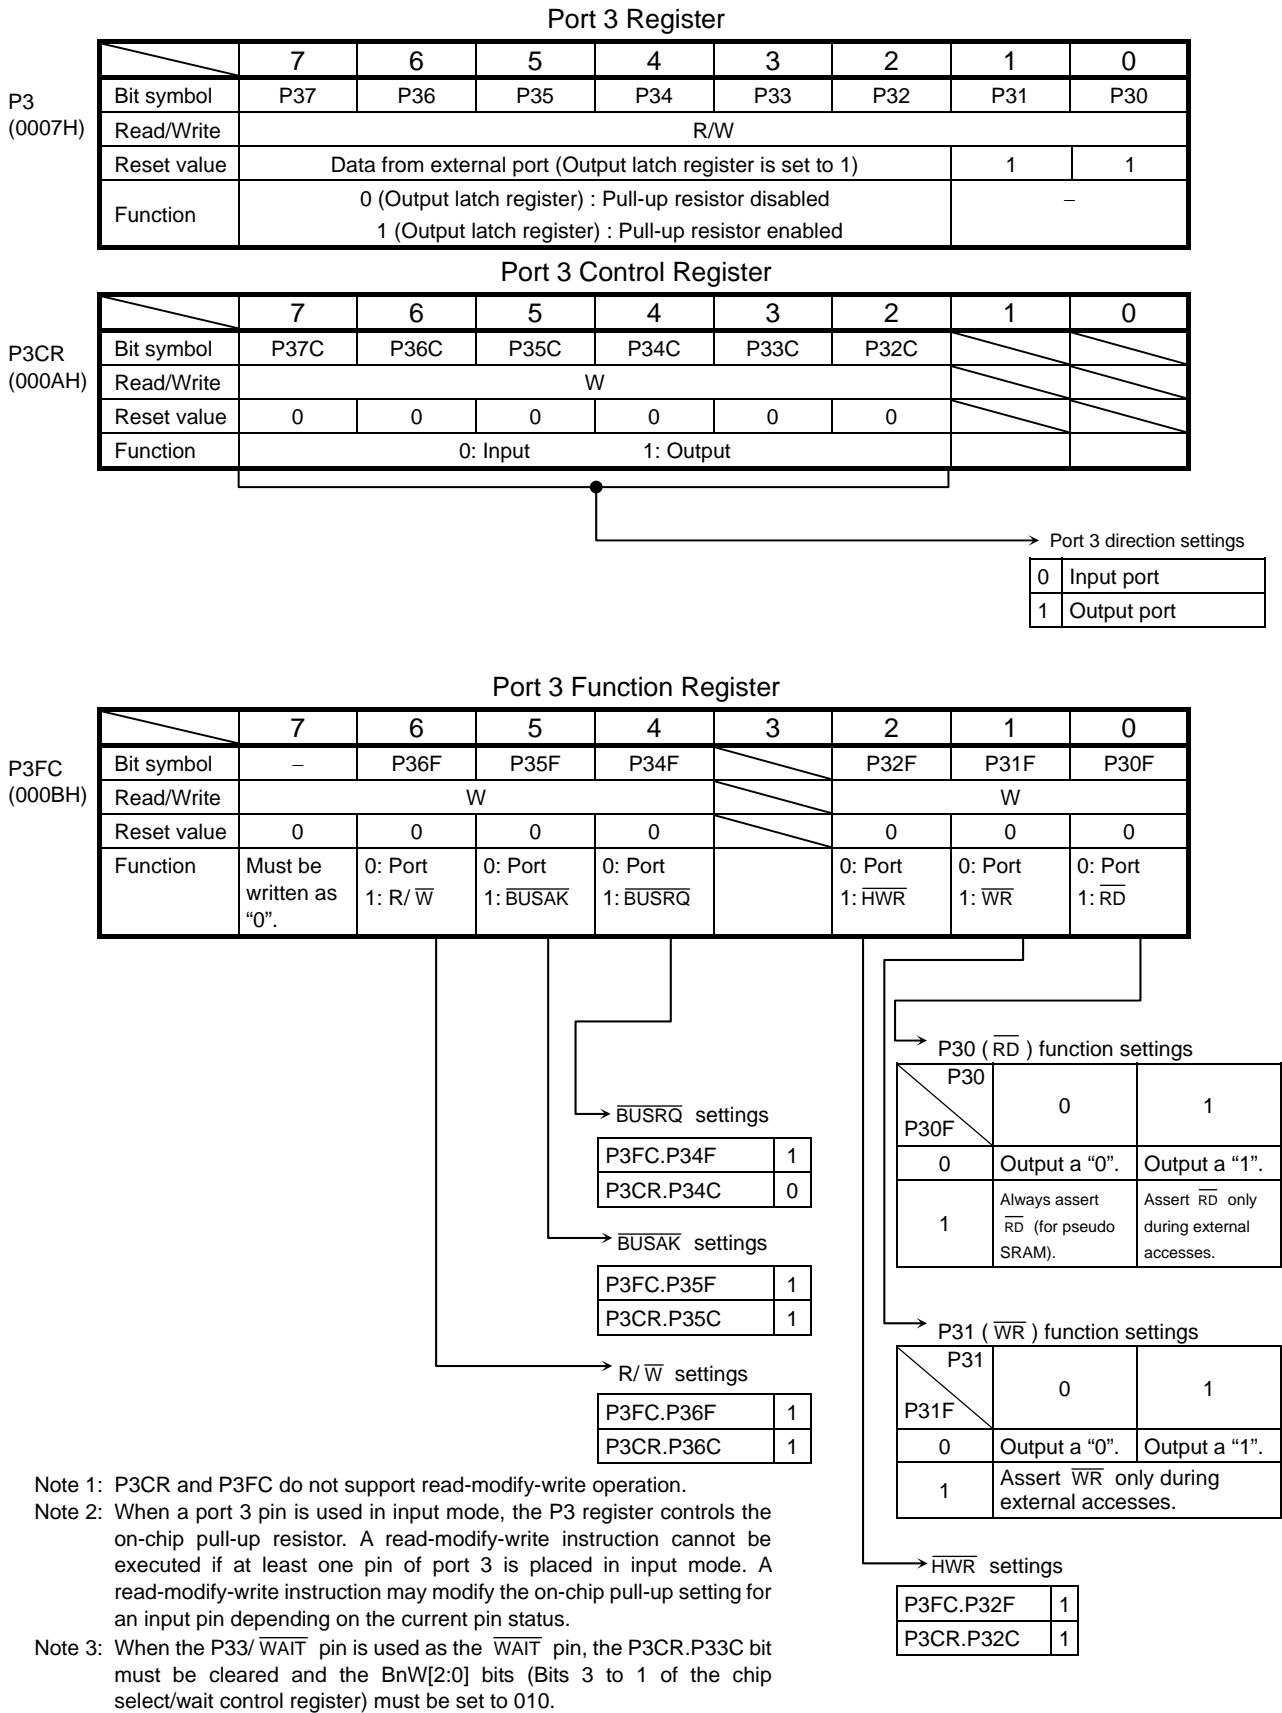 Port 3 Register
7 6 5 4 3 2 1 0
P3
(0007H)
Bit symbol P37 P36 P35 P34 P33 P32 P31 P30
Read/Write R/W
Reset value Data from external port (Output latch register is set to 1) 1 1
Function 0 (Output latch register) : Pull-up resistor disabled
1 (Output latch register) : Pull-up resistor enabled –
Port 3 Control Register
7 6 5 4 3 2 1 0
P3CR
(000AH)
Bit symbol P37C P36C P35C P34C P33C P32C
Read/Write W
Reset value 0 0 0 0 0 0
Function 0: Input 1: Output
Port 3 direction settings
0 Input port
1 Output port
Port 3 Function Register
7 6 5 4 3 2 1 0
P3FC
(000BH)
Bit symbol – P36F P35F P34F P32F P31F P30F
Read/Write W W
Reset value 0 0 0 0 0 0 0
Function Must be 0: Port 0: Port 0: Port 0: Port 0: Port 0: Port
written as 1: R/W̅ 1: B̅U̅S̅A̅K̅ 1: B̅U̅S̅R̅Q̅ 1: H̅W̅R̅ 1: W̅R̅ 1: R̅D̅
“0”.
P30 ( R̅D̅ ) function settings
P30
0 1
P30F
0 Output a “0”. Output a “1”.
1 Always assert R̅D̅ (for pseudo SRAM). Assert R̅D̅ only during external accesses.
B̅U̅S̅R̅Q̅ settings
P3FC.P34F 1
P3CR.P34C 0
B̅U̅S̅A̅K̅ settings
P3FC.P35F 1
P3CR.P35C 1
R/W̅ settings
P3FC.P36F 1
P3CR.P36C 1
P31 ( W̅R̅ ) function settings
P31
0 1
P31F
0 Output a “0”. Output a “1”.
1 Assert W̅R̅ only during
external accesses.
H̅W̅R̅ settings
P3FC.P32F 1
P3CR.P32C 1
Note 1: P3CR and P3FC do not support read-modify-write operation.
Note 2: When a port 3 pin is used in input mode, the P3 register controls the
on-chip pull-up resistor. A read-modify-write instruction cannot be
executed if at least one pin of port 3 is placed in input mode. A
read-modify-write instruction may modify the on-chip pull-up setting for
an input pin depending on the current pin status.
Note 3: When the P33/ W̅A̅I̅T̅ pin is used as the W̅A̅I̅T̅ pin, the P3CR.P33C bit
must be cleared and the BnW[2:0] bits (Bits 3 to 1 of the chip
select/wait control register) must be set to 010.